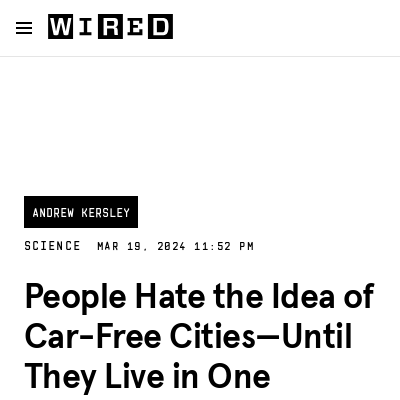 WIRED
ANDREW KERSLEY
SCIENCE MAR 19, 2024 11:52 PM
People Hate the Idea of
Car-Free Cities—Until
They Live in One